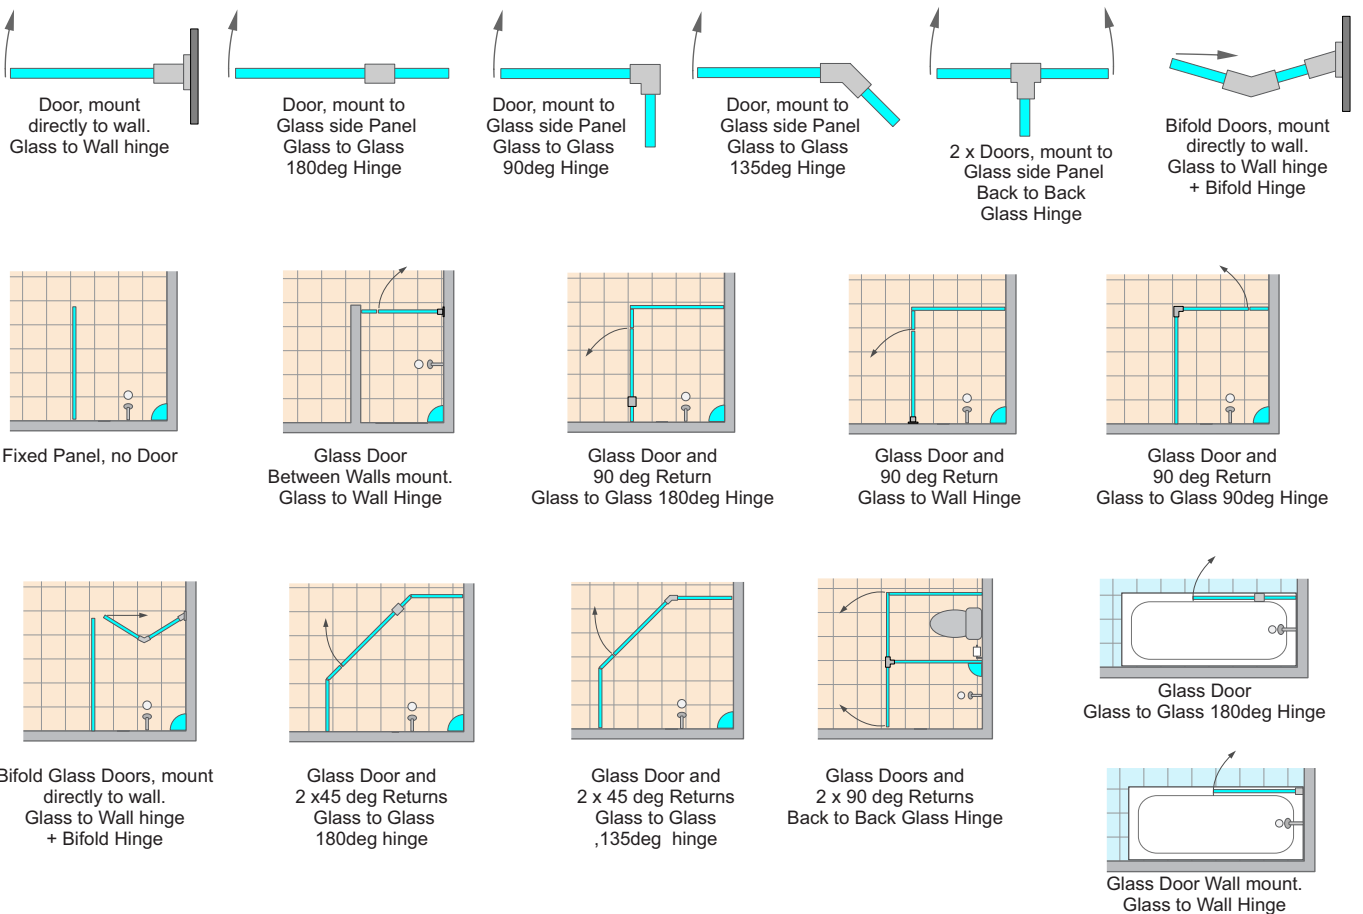 Door, mount
directly to wall.
Glass to Wall hinge
Door, mount to
Glass side Panel
Glass to Glass
180deg Hinge
Door, mount to
Glass side Panel
Glass to Glass
90deg Hinge
Door, mount to
Glass side Panel
Glass to Glass
135deg Hinge
2 x Doors, mount to
Glass side Panel
Back to Back
Glass Hinge
Bifold Doors, mount
directly to wall.
Glass to Wall hinge
+ Bifold Hinge
Fixed Panel, no Door
Glass Door
Between Walls mount.
Glass to Wall Hinge
Glass Door and
90 deg Return
Glass to Glass 180deg Hinge
Glass Door and
90 deg Return
Glass to Wall Hinge
Glass Door and
90 deg Return
Glass to Glass 90deg Hinge
Bifold Glass Doors, mount
directly to wall.
Glass to Wall hinge
+ Bifold Hinge
Glass Door and
2 x45 deg Returns
Glass to Glass
180deg hinge
Glass Door and
2 x 45 deg Returns
Glass to Glass
,135deg hinge
Glass Doors and
2 x 90 deg Returns
Back to Back Glass Hinge
Glass Door
Glass to Glass 180deg Hinge
Glass Door Wall mount.
Glass to Wall Hinge